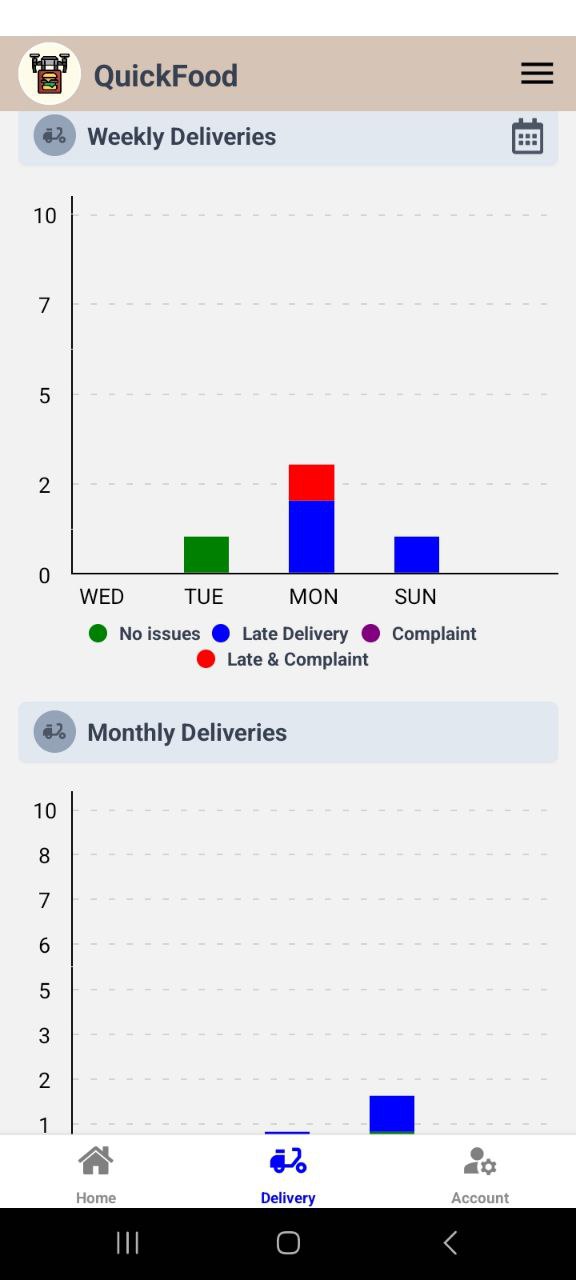 QuickFood
Weekly Deliveries
10
7
5
2
0
WED TUE MON SUN
No issues Late Delivery Complaint
Late & Complaint
Monthly Deliveries
10
8
7
6
5
3
2
1
Home Delivery Account